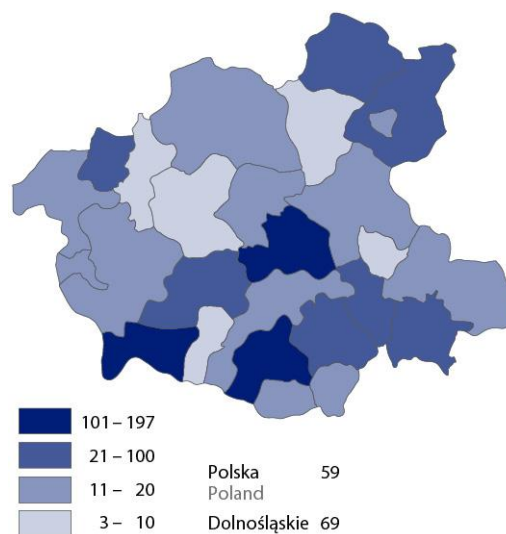 101 – 197
21 – 100
11 – 20
3 – 10
Polska 59
Poland
Dolnośląskie 69